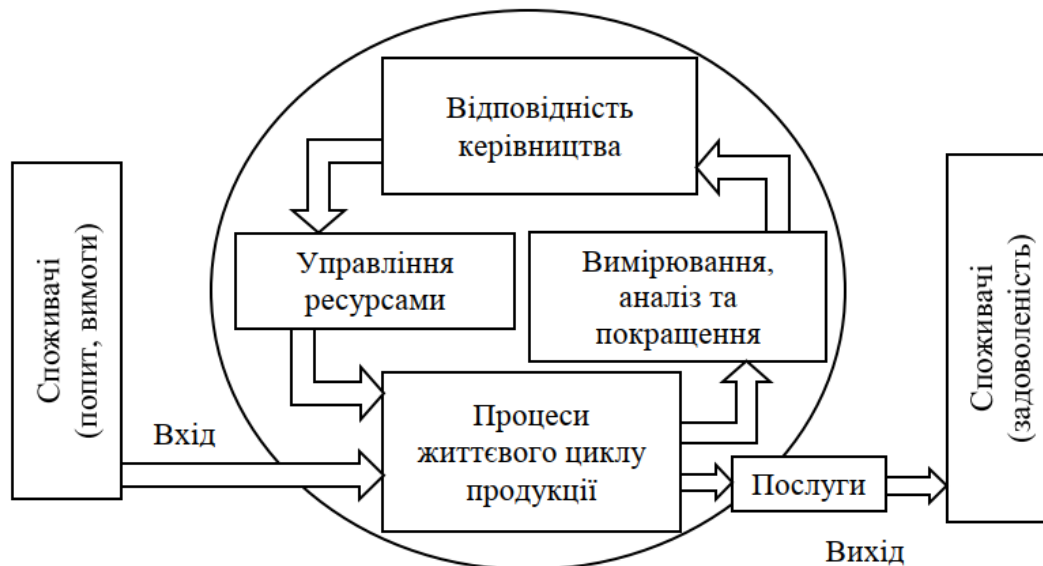 Відповідність
керівництва
Споживачі
(попит, вимоги)
Управління
ресурсами
Вимірювання,
аналіз та
покращення
Споживачі
(задоволеність)
Вхід
Процеси
життєвого циклу
продукції
Послуги
Вихід